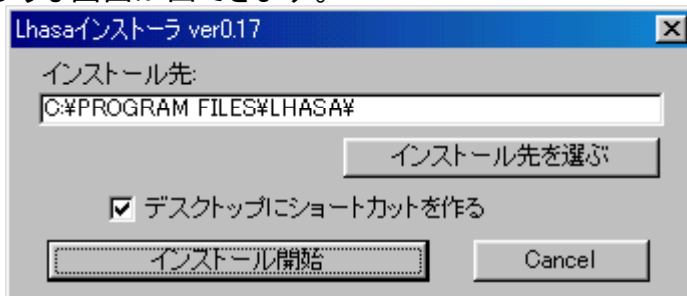 Lhasaインストーラ ver0.17
インストール先:
C:¥PROGRAM FILES¥LHASA¥
インストール先を選ぶ
デスクトップにショートカットを作る
インストール開始 Cancel